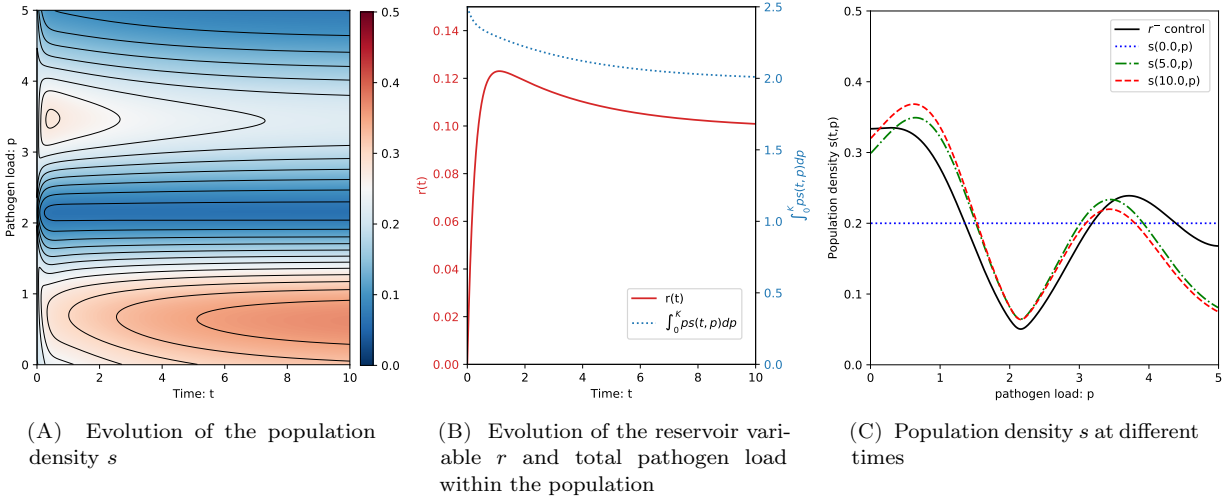 5
4
3
2
1
0
Pathogen load: p
0 2 4 6 8 10
Time: t
0.5
0.4
0.3
0.2
0.1
0.0
(A) Evolution of the population
density s
0.14
0.12
0.10
0.08
0.06
0.04
0.02
0.00
r(t)
0 2 4 6 8 10
Time: t
2.5
2.0
1.5
1.0
0.5
0.0
∫₀ᴷps(t, p)dp
r(t)
∫₀ᴷps(t, p)dp
(B) Evolution of the reservoir vari-
able r and total pathogen load
within the population
0.5
0.4
0.3
0.2
0.1
0.0
Population density s(t,p)
0 1 2 3 4 5
pathogen load: p
r⁻ control
s(0.0,p)
s(5.0,p)
s(10.0,p)
(C) Population density s at different
times